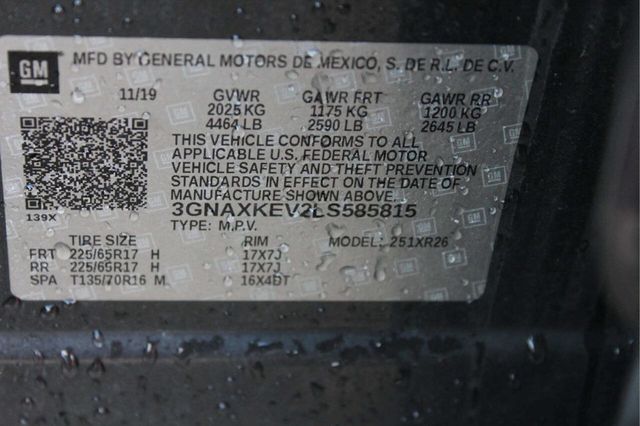 GM
MFD BY GENERAL MOTORS DE MEXICO, S. DE R.L. DE C.V.
11/19 GVWR GAWR FRT GAWR RR
2025 KG 1175 KG 1200 KG
4464 LB 2590 LB 2645 LB
THIS VEHICLE CONFORMS TO ALL
APPLICABLE U.S. FEDERAL MOTOR
VEHICLE SAFETY AND THEFT PREVENTION
STANDARDS IN EFFECT ON THE DATE OF
MANUFACTURE SHOWN ABOVE.
139X 3GNAXKEV2LS585815
TYPE: M.P.V.
TIRE SIZE RIM MODEL: 251XR26
FRT 225/65R17 H 17X7J
RR 225/65R17 H 17X7J
SPA T135/70R16 M 16X4BT